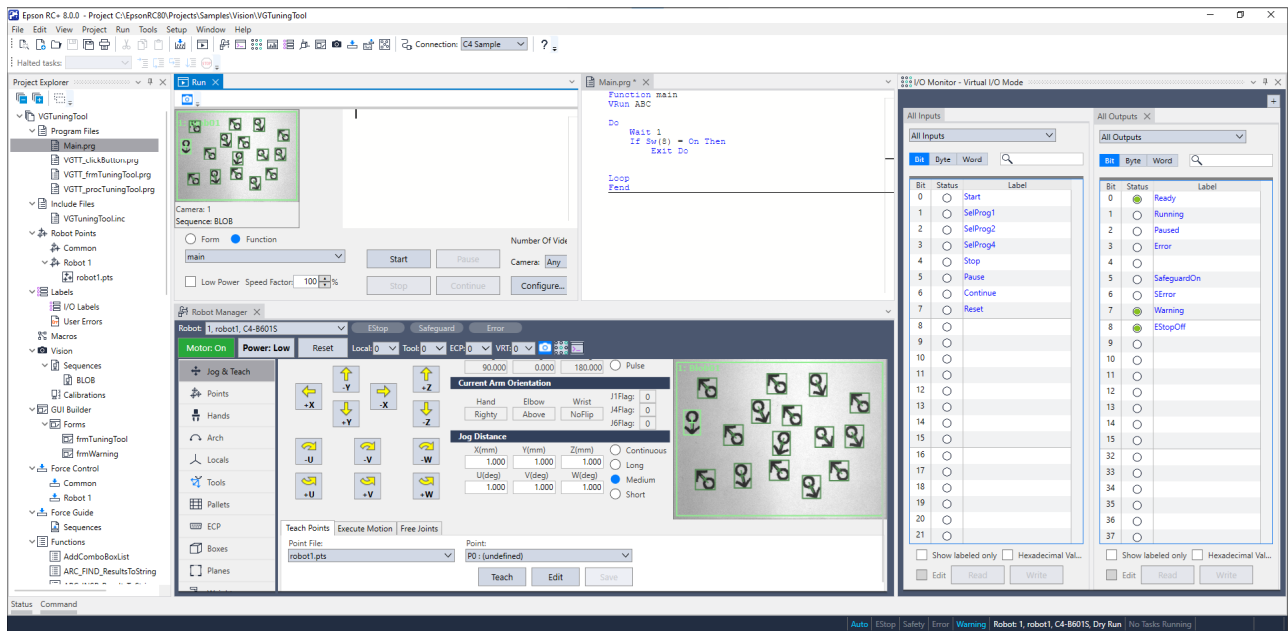 Epson RC+ 8.0.0 - Project C:\EpsonRC80\Projects\Samples\Vision\VGTuningTool
File Edit View Project Run Tools Setup Window Help
Connection: C4 Sample
Halted tasks:
Project Explorer
VGTuningTool
Program Files
Main.prg
VGTT_clickButton.prg
VGTT_frmTuningTool.prg
VGTT_procTuningTool.prg
Include Files
VGTuningTool.inc
Robot Points
Common
Robot 1
robot1.pts
Labels
I/O Labels
User Errors
Macros
Vision
Sequences
BLOB
Calibrations
GUI Builder
Forms
frmTuningTool
frmWarning
Force Control
Common
Robot 1
Force Guide
Sequences
Functions
AddComboBoxList
ARC_FIND_ResultsToString
Run
Camera: 1
Sequence: BLOB
Form Function
main
Start Pause
Stop Continue
Low Power Speed Factor: 100 %
Number Of Vide
Camera: Any
Configure...
Main.prg *
Function main
VRun ABC
Do
Wait 1
If Sw(8) = On Then
Exit Do
Loop
Fend
Robot Manager
Robot: 1, robot1, C4-B601S EStop Safeguard Error
Motor: On Power: Low Reset Local: 0 Tool: 0 ECP: 0 VRT: 0
Jog & Teach
Points
Hands
Arch
Locals
Tools
Pallets
ECP
Boxes
Planes
+X -Y -X +Y +Z -Z
-U -V -W
+U +V +W
90.000 0.000 180.000 Pulse
Current Arm Orientation
Hand Elbow Wrist
Righty Above NoFlip
J1Flag: 0
J4Flag: 0
J6Flag: 0
Jog Distance
X(mm) Y(mm) Z(mm)
1.000 1.000 1.000
U(deg) V(deg) W(deg)
1.000 1.000 1.000
Continuous
Long
Medium
Short
Teach Points Execute Motion Free Joints
Point File: Point:
robot1.pts P0 : (undefined)
Teach Edit Save
I/O Monitor - Virtual I/O Mode
All Inputs
All Inputs
Bit Byte Word
Bit Status Label
0 Start
1 SelProg1
2 SelProg2
3 SelProg4
4 Stop
5 Pause
6 Continue
7 Reset
8
9
10
11
12
13
14
15
16
17
18
19
20
21
Show labeled only Hexadecimal Val...
Edit Read Write
All Outputs
All Outputs
Bit Byte Word
Bit Status Label
0 Ready
1 Running
2 Paused
3 Error
4
5 SafeguardOn
6 SError
7 Warning
8 EStopOff
9
10
11
12
13
14
15
32
33
34
35
36
37
Show labeled only Hexadecimal Val...
Edit Read Write
Status Command
Auto EStop Safety Error Warning Robot: 1, robot1, C4-B601S, Dry Run No Tasks Running